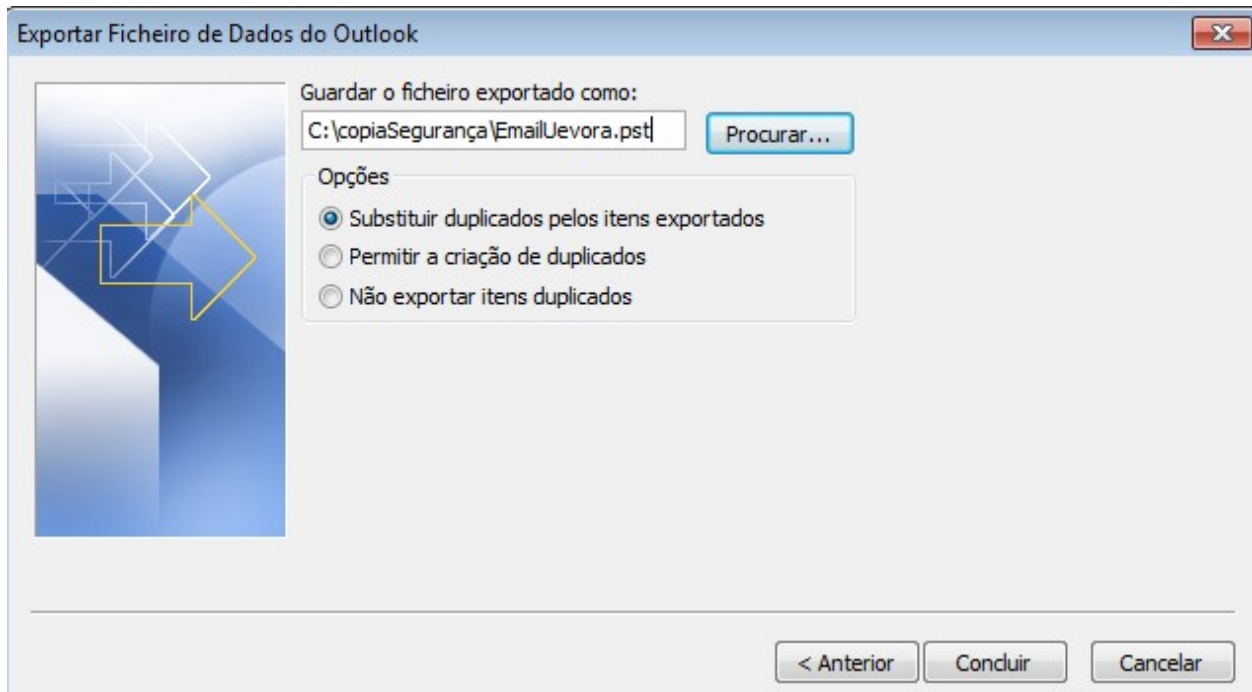 Exportar Ficheiro de Dados do Outlook
Guardar o ficheiro exportado como:
C:\copiaSegurança\EmailUevora.pst
Procurar...
Opções
Substituir duplicados pelos itens exportados
Permitir a criação de duplicados
Não exportar itens duplicados
< Anterior
Concluir
Cancelar